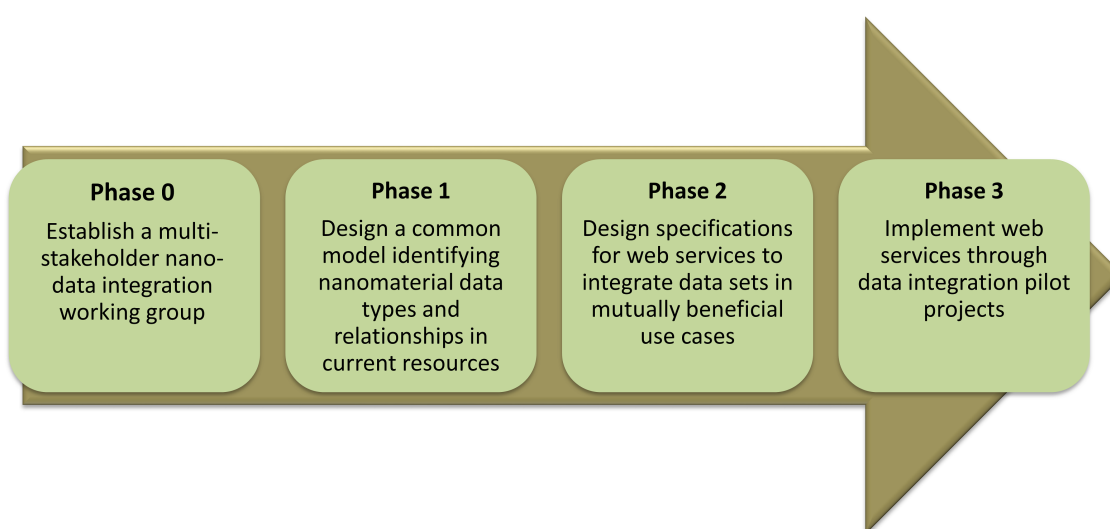 Phase 0
Establish a multi-
stakeholder nano-
data integration
working group
Phase 1
Design a common
model identifying
nanomaterial data
types and
relationships in
current resources
Phase 2
Design specifications
for web services to
integrate data sets in
mutually beneficial
use cases
Phase 3
Implement web
services through
data integration pilot
projects